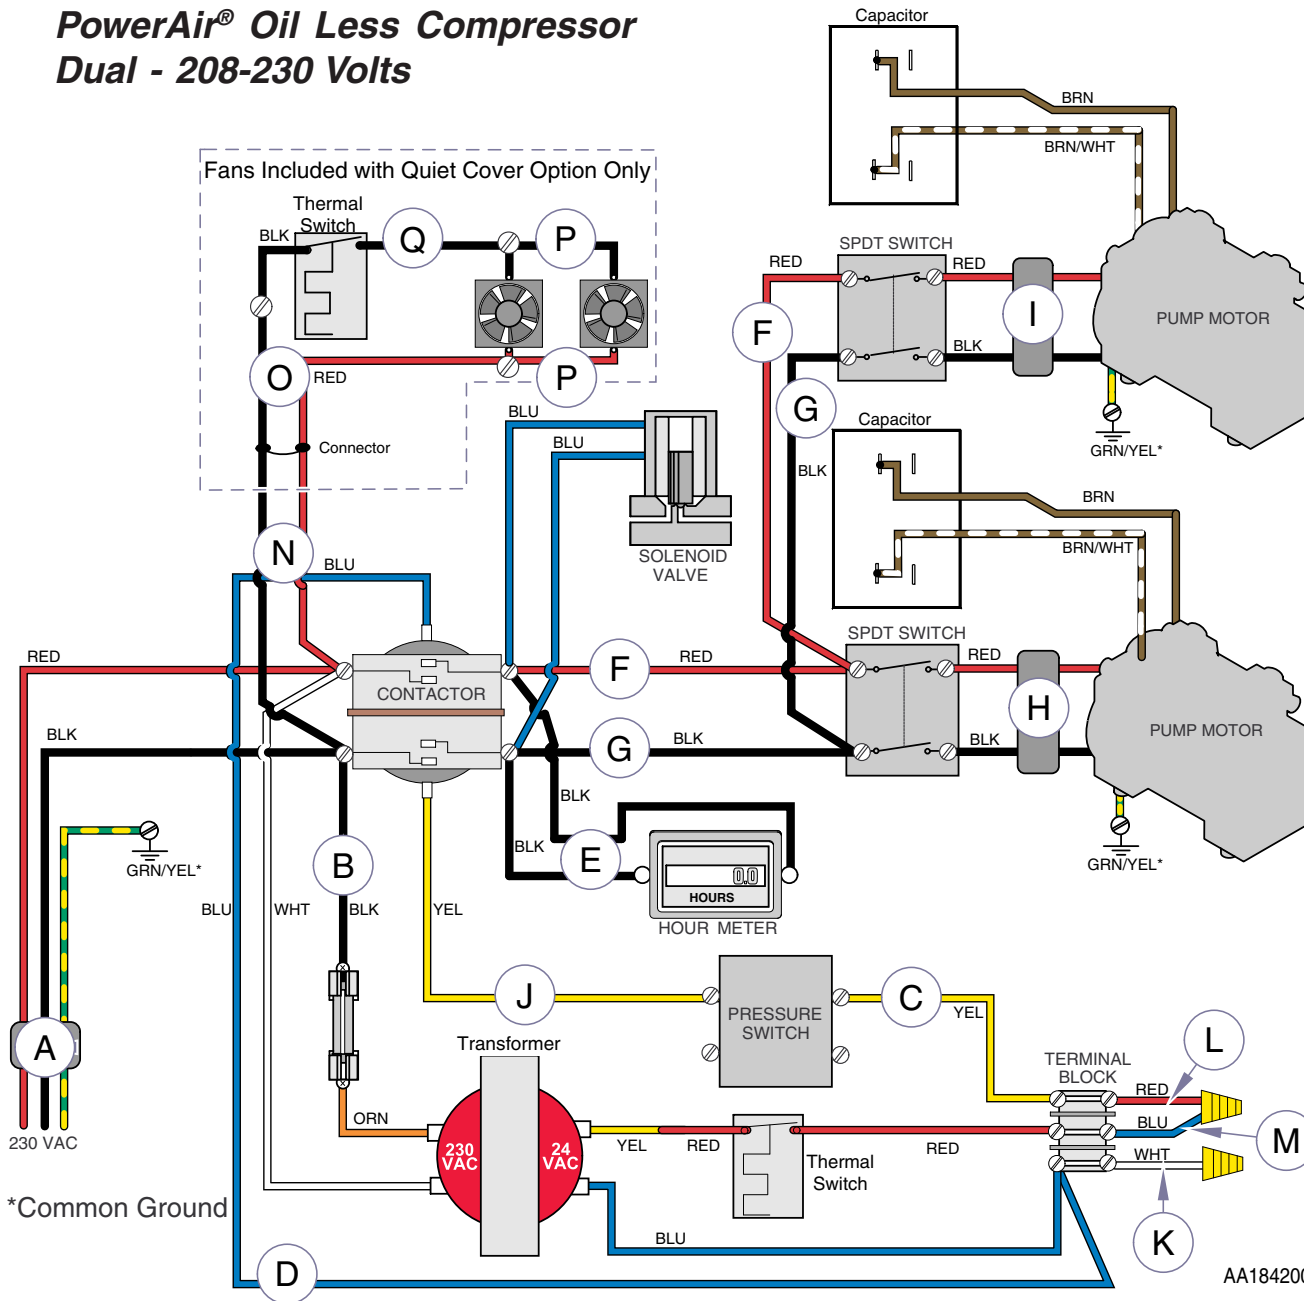 PowerAir® Oil Less Compressor
Dual - 208-230 Volts
Capacitor
BRN
BRN/WHT
Fans Included with Quiet Cover Option Only
Thermal
Switch
BLK
Q
P
SPDT SWITCH
RED
RED
I
F
PUMP MOTOR
BLK
O
RED
P
G
BLU
Capacitor
BLU
Connector
GRN/YEL*
BLK
BRN
N
BLU
SOLENOID
VALVE
BRN/WHT
SPDT SWITCH
RED
F
RED
RED
CONTACTOR
H
BLK
G
BLK
BLK
PUMP MOTOR
BLK
BLK
E
B
GRN/YEL*
0.0
HOURS
HOUR METER
GRN/YEL*
BLU
WHT
BLK
YEL
J
C
YEL
PRESSURE
SWITCH
A
Transformer
TERMINAL
BLOCK
L
RED
ORN
BLU
M
230 VAC
230
VAC
24
VAC
YEL
RED
RED
Thermal
Switch
WHT
*Common Ground
BLU
K
D
AA184200